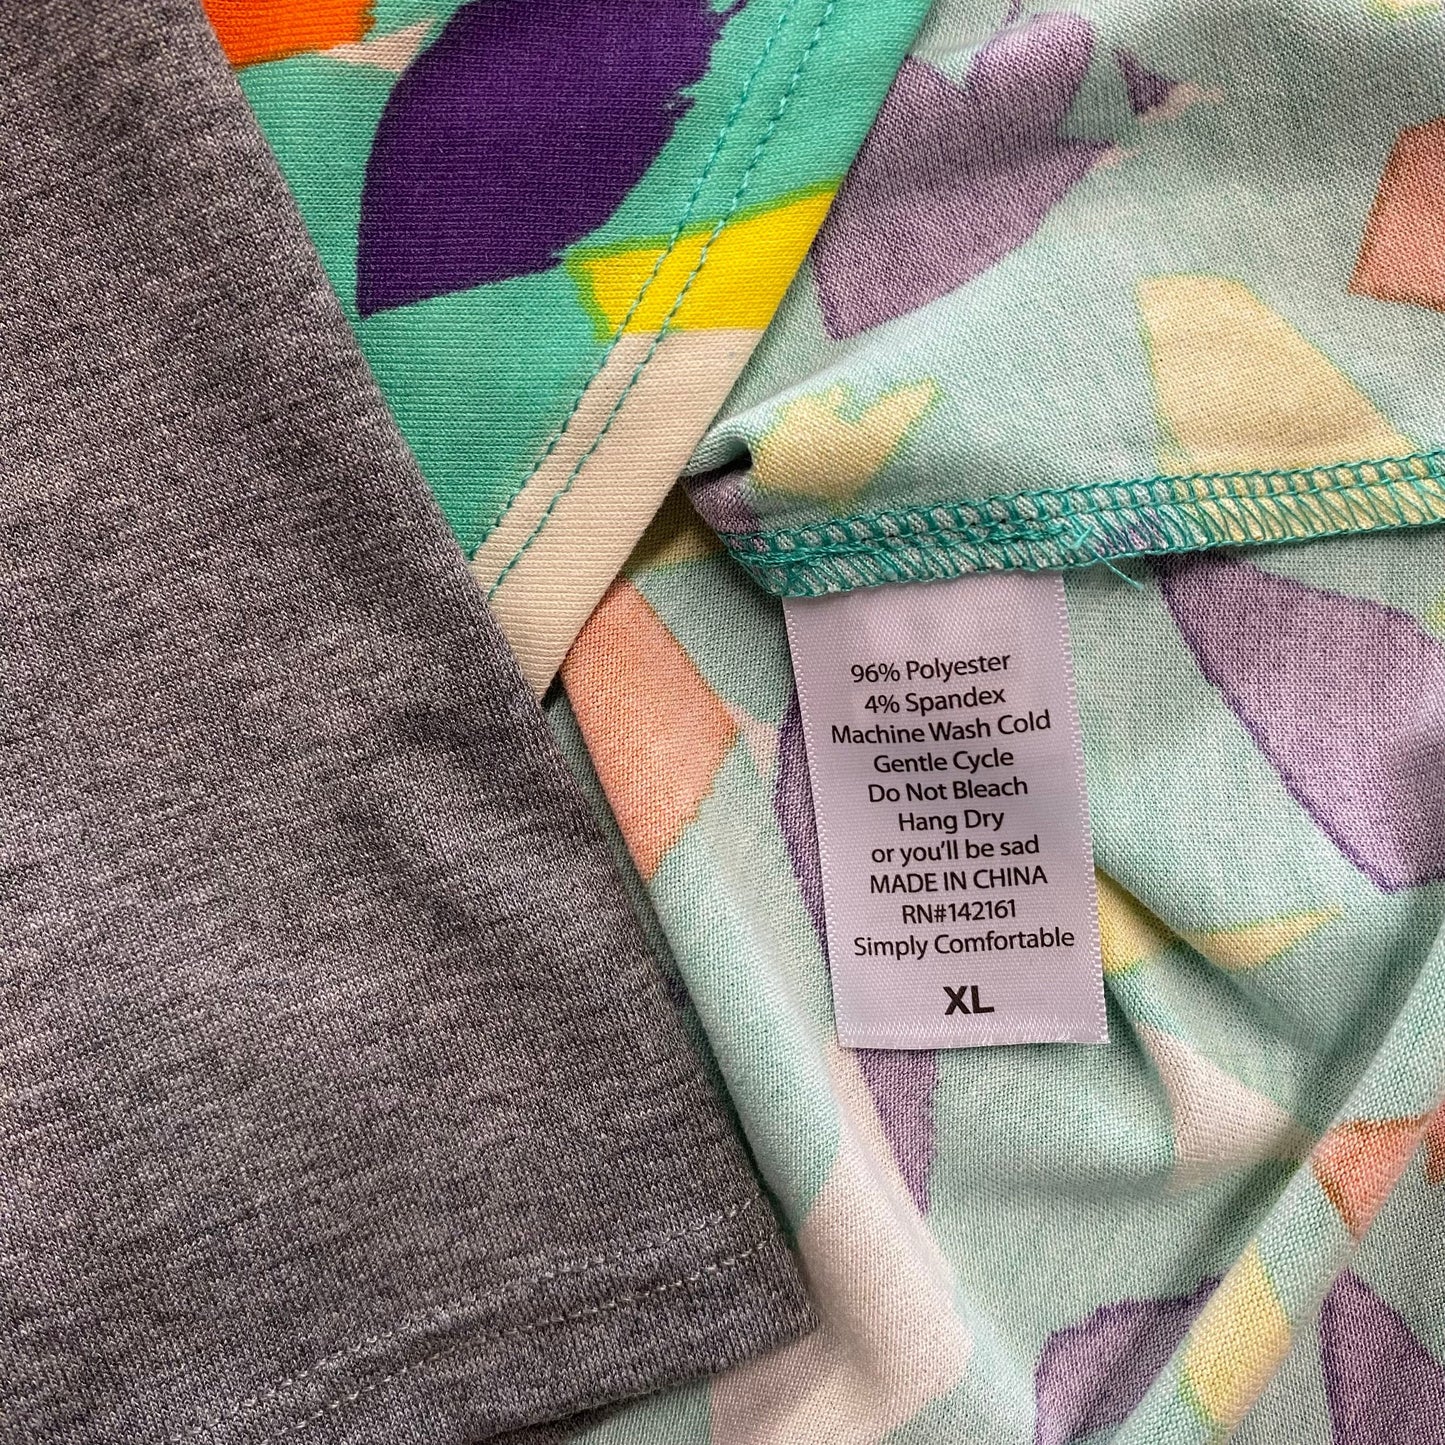 96% Polyester
4% Spandex
Machine Wash Cold
Gentle Cycle
Do Not Bleach
Hang Dry
or you'll be sad
MADE IN CHINA
RN#142161
Simply Comfortable
XL